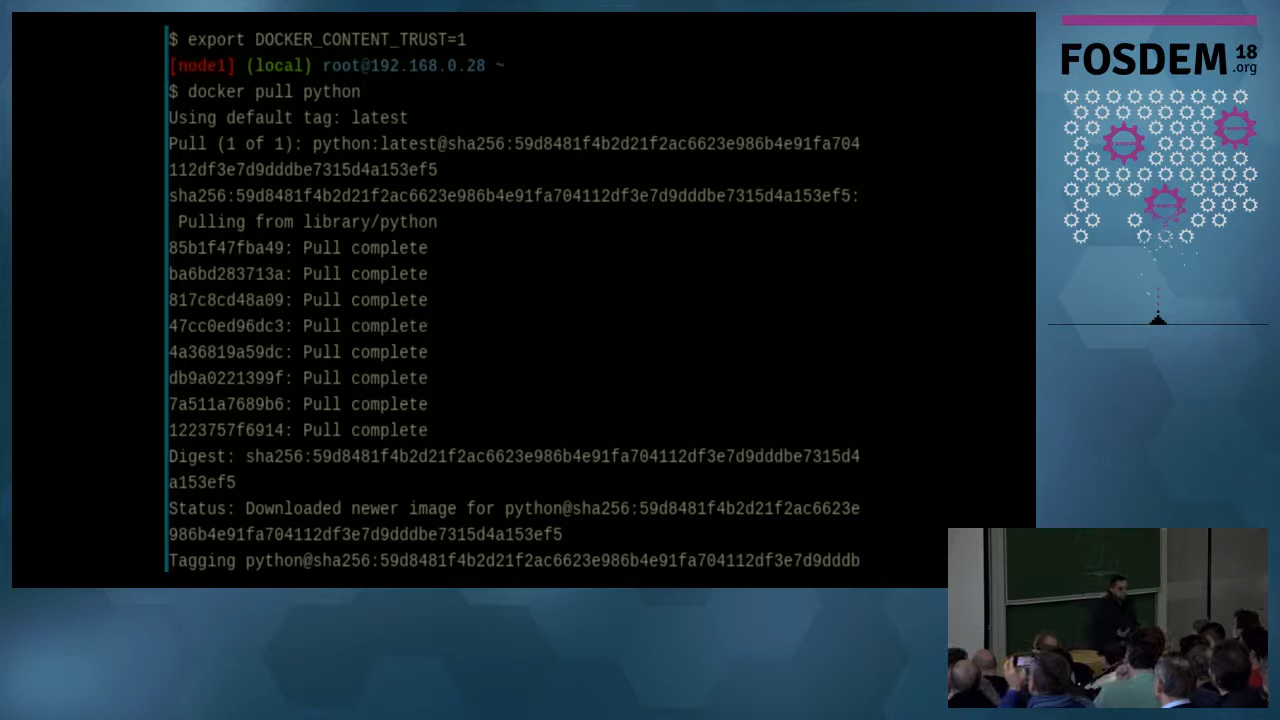 $ export DOCKER_CONTENT_TRUST=1
[node1] (local) root@192.168.0.28 ~
$ docker pull python
Using default tag: latest
Pull (1 of 1): python:latest@sha256:59d8481f4b2d21f2ac6623e986b4e91fa704
112df3e7d9dddbe7315d4a153ef5
sha256:59d8481f4b2d21f2ac6623e986b4e91fa704112df3e7d9dddbe7315d4a153ef5:
Pulling from library/python
85b1f47fba49: Pull complete
ba6bd283713a: Pull complete
817c8cd48a09: Pull complete
47cc0ed96dc3: Pull complete
4a36819a59dc: Pull complete
db9a0221399f: Pull complete
7a511a7689b6: Pull complete
1223757f6914: Pull complete
Digest: sha256:59d8481f4b2d21f2ac6623e986b4e91fa704112df3e7d9dddbe7315d4
a153ef5
Status: Downloaded newer image for python@sha256:59d8481f4b2d21f2ac6623e
986b4e91fa704112df3e7d9dddbe7315d4a153ef5
Tagging python@sha256:59d8481f4b2d21f2ac6623e986b4e91fa704112df3e7d9dddb
FOSDEM 18
.org